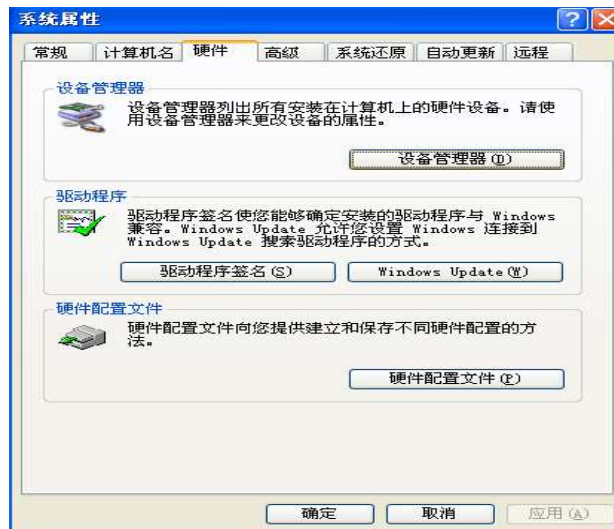 系统属性
常规 计算机名 硬件 高级 系统还原 自动更新 远程
设备管理器
设备管理器列出所有安装在计算机上的硬件设备。请使
用设备管理器来更改设备的属性。
设备管理器(D)
驱动程序
驱动程序签名使您能够确定安装的驱动程序与 Windows
兼容。Windows Update 允许您设置 Windows 连接到
Windows Update 搜索驱动程序的方式。
驱动程序签名(S) Windows Update(W)
硬件配置文件
硬件配置文件向您提供建立和保存不同硬件配置的方
法。
硬件配置文件(P)
确定 取消 应用(A)